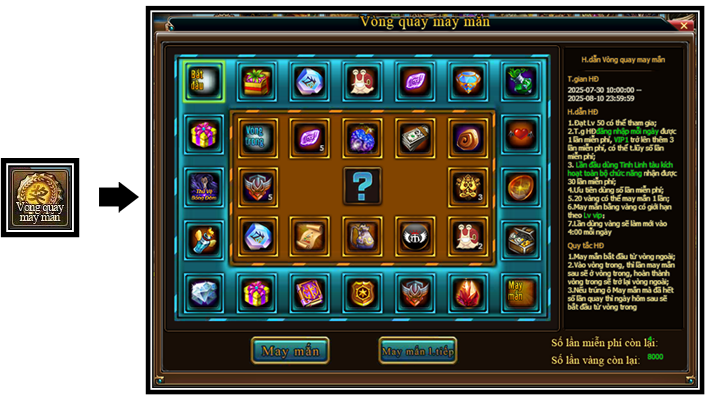 Vòng quay
may mắn
Vòng quay may mắn
Bắt
đầu
Vòng
trong
5
Thư Vệ
Bóng Đêm
5
?
3
2
May
mắn
May mắn
May mắn L.tiếp
H.dẫn Vòng quay may mắn
T.gian HĐ
2025-07-30 10:00:00 --
2025-08-10 23:59:59
H.dẫn HĐ
1.Đạt Lv 50 có thể tham gia;
2.T.g HĐ đăng nhập mỗi ngày được
1 lần miễn phí, VIP1 trở lên thêm 3
lần miễn phí, có thể t.lũy số lần
miễn phí;
3. Lần đầu dùng Tinh Linh tàu kích
hoạt toàn bộ chức năng nhận được
30 lần miễn phí;
4.Ưu tiên dùng số lần miễn phí;
5.20 vàng có thể may mắn 1 lần;
6.May mắn bằng vàng có giới hạn
theo Lv vip;
7.Lần dùng vàng sẽ làm mới vào
4:00 mỗi ngày
Quy tắc HĐ
1.May mắn bắt đầu từ vòng ngoài;
2.Vào vòng trong, thì lần may mắn
sau sẽ ở vòng trong, hoàn thành
vòng trong sẽ trở lại vòng ngoài;
3.Nếu trúng ô May mắn mà đã hết
số lần quay thì ngày hôm sau sẽ
bắt đầu từ vòng trong
Số lần miễn phí còn lại:
Số lần vàng còn lại: 8000